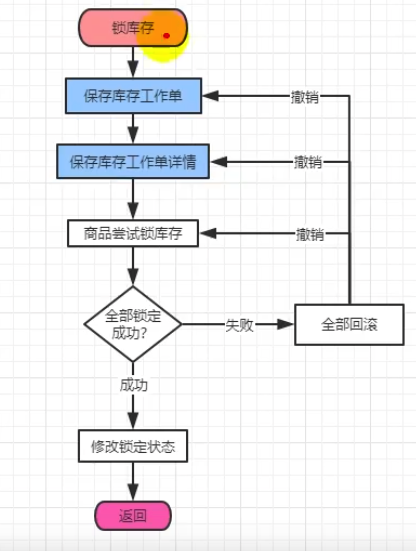 锁库存
保存库存工作单
撤销
保存库存工作单详情
撤销
商品尝试锁库存
撤销
全部锁定
成功?
失败
全部回滚
成功
修改锁定状态
返回